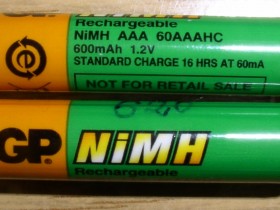 Rechargeable
NiMH AAA 60AAAHC
600mAh 1.2V
STANDARD CHARGE 16 HRS AT 60mA
NOT FOR RETAIL SALE
GP NiMH
Rechargeable